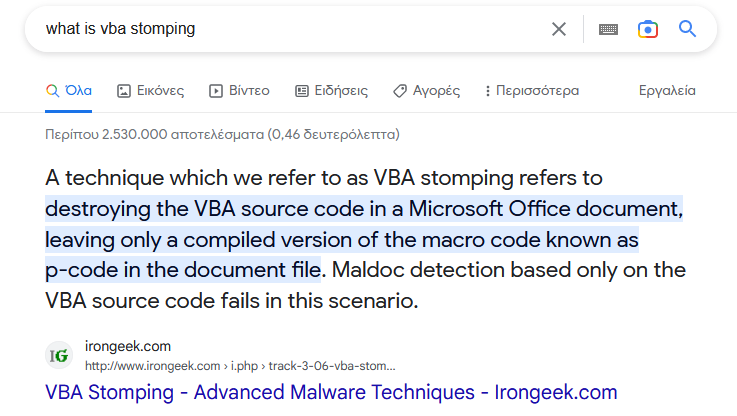 what is vba stomping
Όλα Εικόνες Βίντεο Ειδήσεις Αγορές Περισσότερα Εργαλεία
Περίπου 2.530.000 αποτελέσματα (0,46 δευτερόλεπτα)
A technique which we refer to as VBA stomping refers to
destroying the VBA source code in a Microsoft Office document,
leaving only a compiled version of the macro code known as
p-code in the document file. Maldoc detection based only on the
VBA source code fails in this scenario.
IG irongeek.com
http://www.irongeek.com › i.php › track-3-06-vba-stom...
VBA Stomping - Advanced Malware Techniques - Irongeek.com